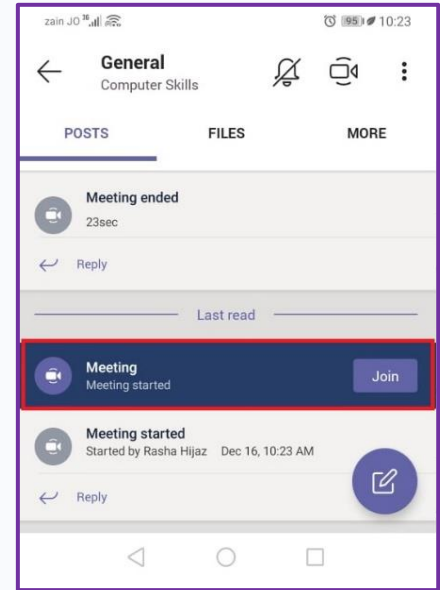 zain JO 36 95 10:23
General
Computer Skills
POSTS FILES MORE
Meeting ended
23sec
Reply
Last read
Meeting
Meeting started
Join
Meeting started
Started by Rasha Hijaz Dec 16, 10:23 AM
Reply